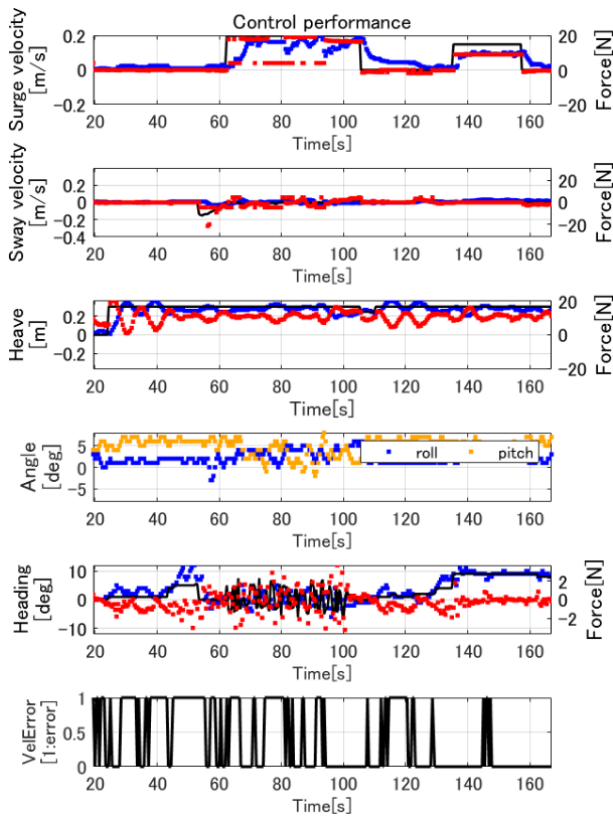 Control performance
Surge velocity
[m/s]
0.2
0
-0.2
20
10
0
-10
-20
Force[N]
20 40 60 80 100 120 140 160
Time[s]
Sway velocity
[m/s]
0.2
0
-0.2
-0.4
20
0
-20
Force[N]
20 40 60 80 100 120 140 160
Time[s]
Heave
[m]
0.2
0
-0.2
20
10
0
-20
Force[N]
20 40 60 80 100 120 140 160
Time[s]
Angle
[deg]
5
0
-5
roll pitch
20 40 60 80 100 120 140 160
Time[s]
Heading
[deg]
10
0
-10
2
0
-2
Force[N]
20 40 60 80 100 120 140 160
Time[s]
VelError
[1:error]
1
0.5
0
20 40 60 80 100 120 140 160
Time[s]